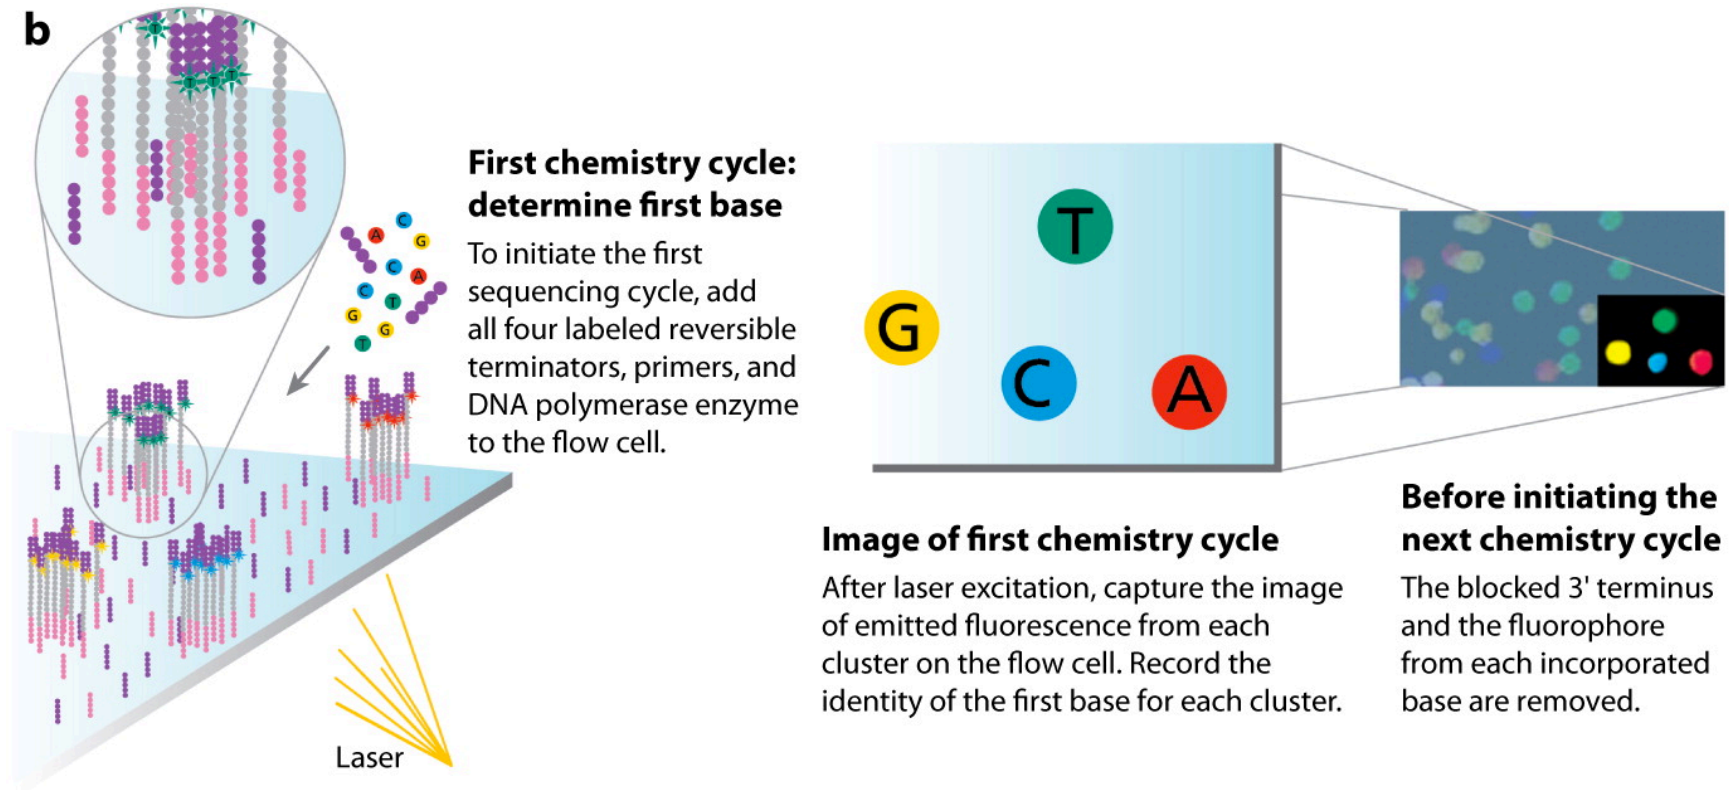 b
T
T
T
T
C
A
G
C
A
C
T
G
G
T
First chemistry cycle:
determine first base
To initiate the first
sequencing cycle, add
all four labeled reversible
terminators, primers, and
DNA polymerase enzyme
to the flow cell.
Laser
T
G
C
A
Image of first chemistry cycle
After laser excitation, capture the image
of emitted fluorescence from each
cluster on the flow cell. Record the
identity of the first base for each cluster.
Before initiating the
next chemistry cycle
The blocked 3' terminus
and the fluorophore
from each incorporated
base are removed.